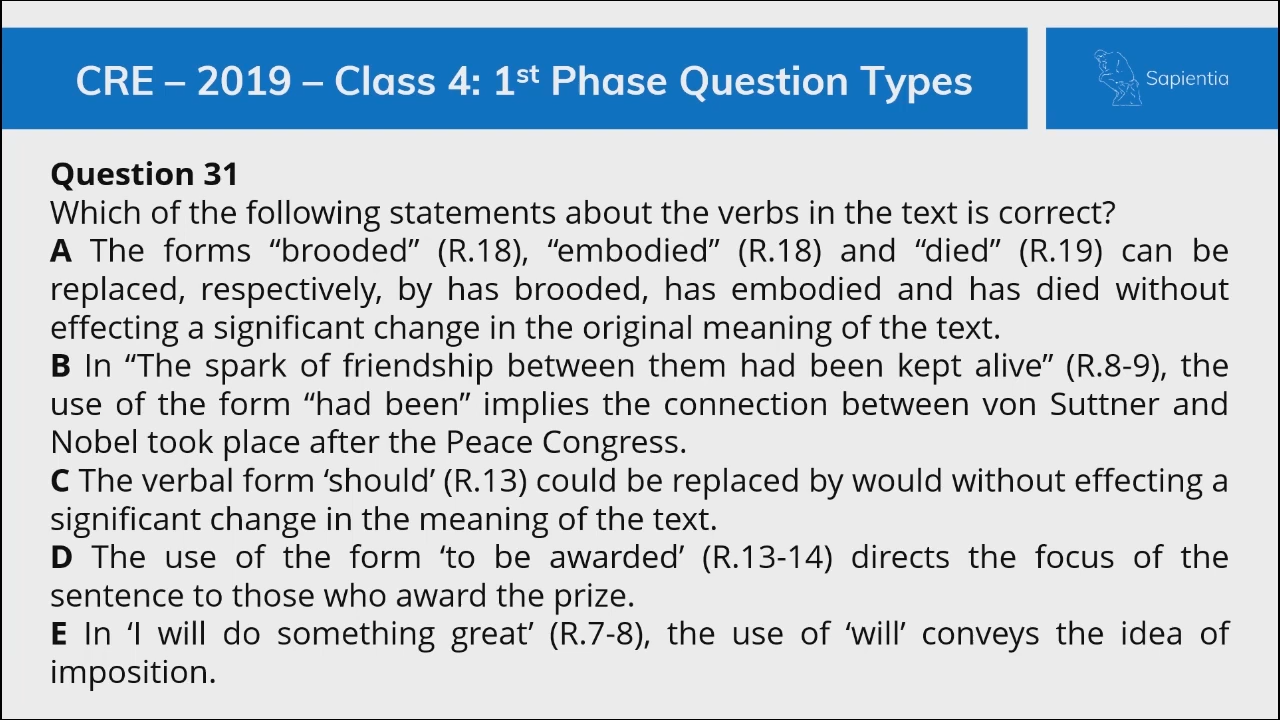 CRE – 2019 – Class 4: 1st Phase Question Types
Sapientia
Question 31
Which of the following statements about the verbs in the text is correct?
A The forms “brooded” (R.18), “embodied” (R.18) and “died” (R.19) can be
replaced, respectively, by has brooded, has embodied and has died without
effecting a significant change in the original meaning of the text.
B In “The spark of friendship between them had been kept alive” (R.8-9), the
use of the form “had been” implies the connection between von Suttner and
Nobel took place after the Peace Congress.
C The verbal form ‘should’ (R.13) could be replaced by would without effecting a
significant change in the meaning of the text.
D The use of the form ‘to be awarded’ (R.13-14) directs the focus of the
sentence to those who award the prize.
E In ‘I will do something great’ (R.7-8), the use of ‘will’ conveys the idea of
imposition.